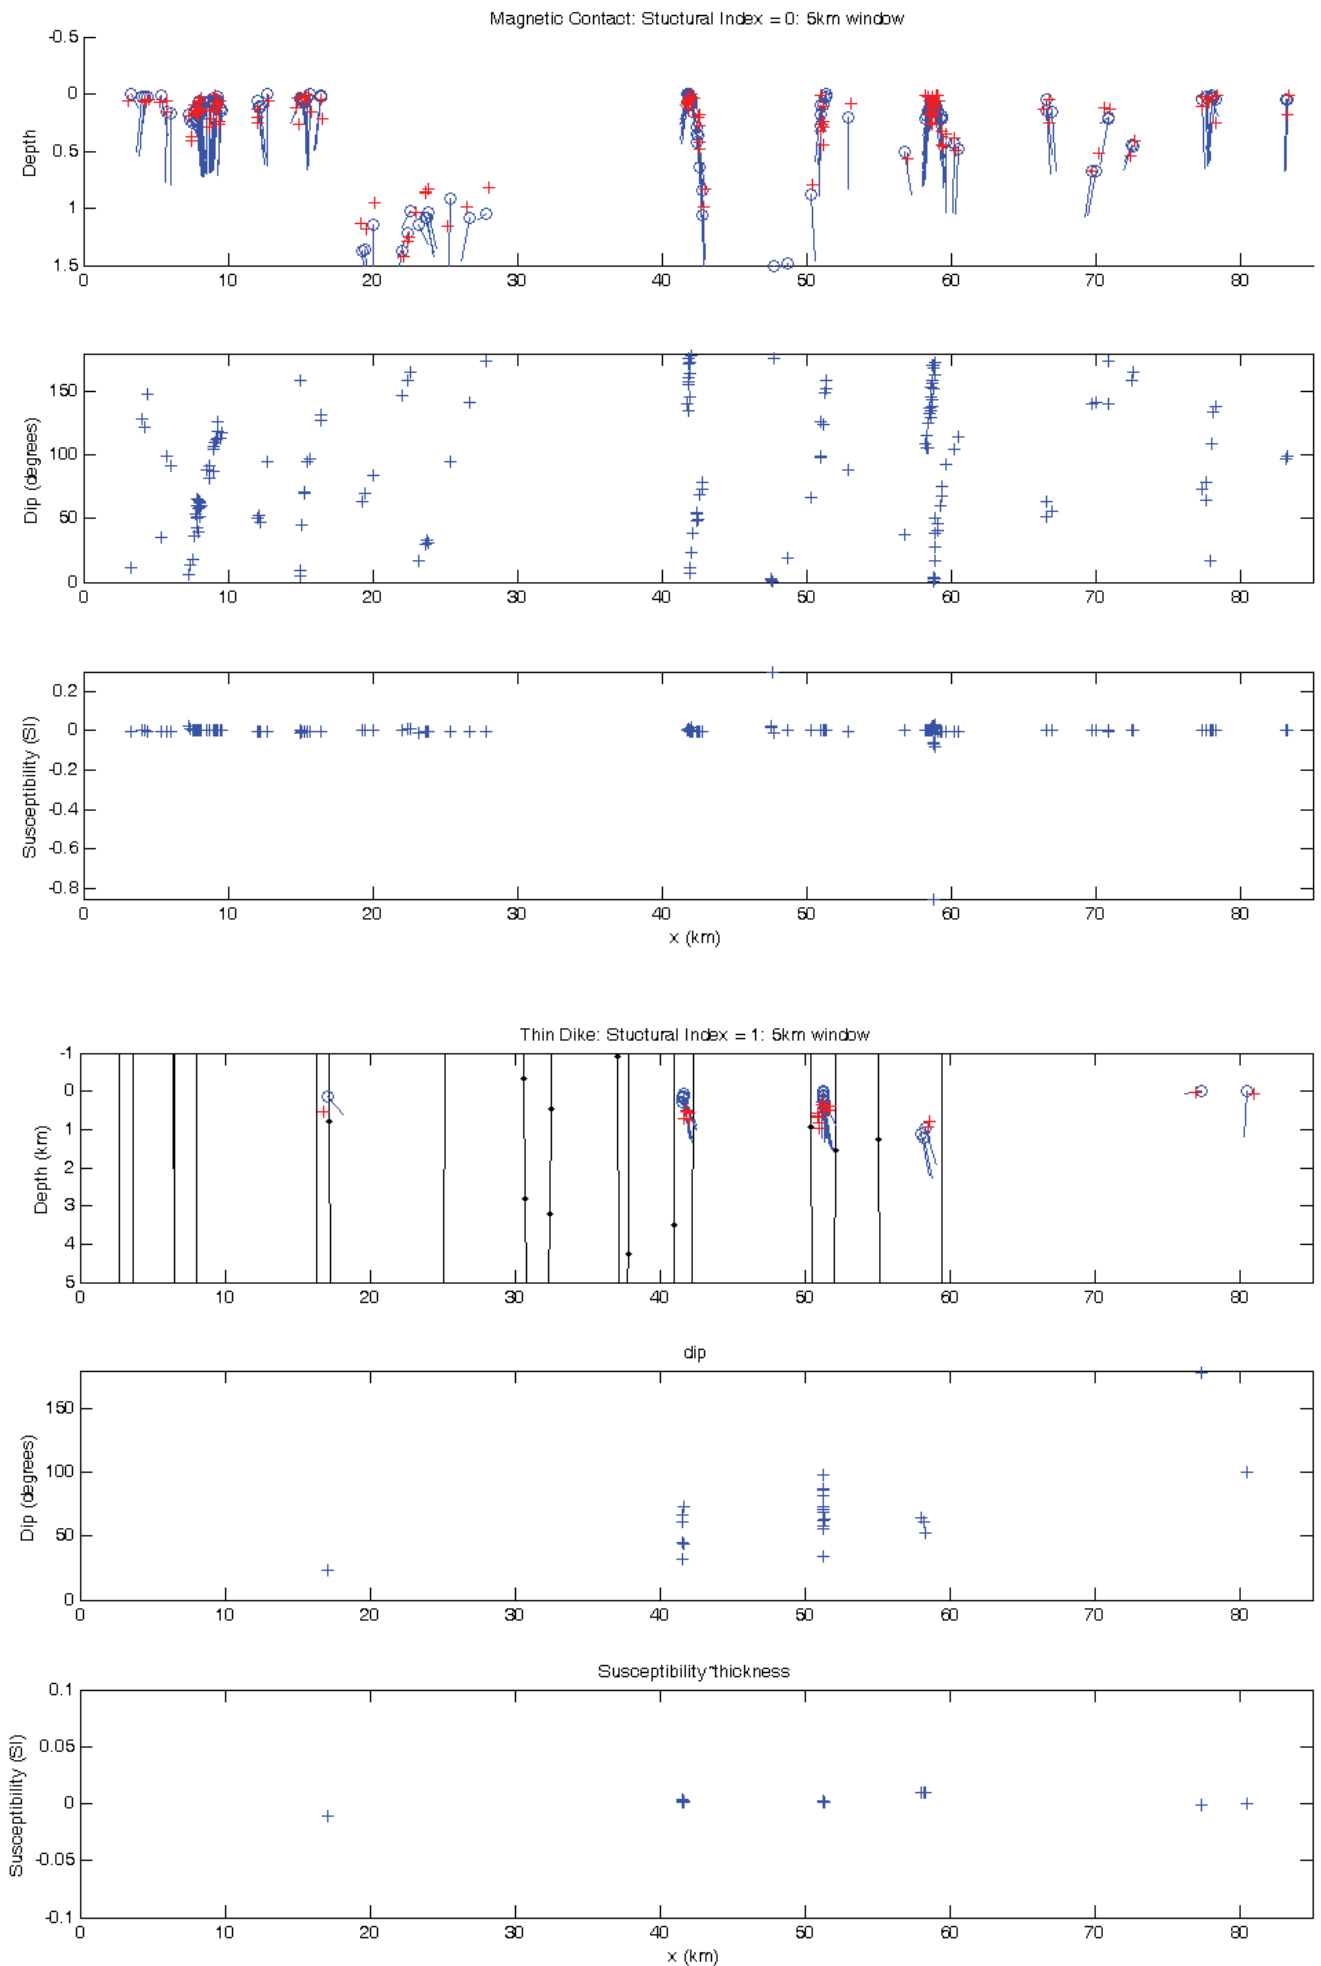 Magnetic Contact: Stuctural Index = 0: 5km window
-0.5
0
0.5
1
1.5
Depth
0 10 20 30 40 50 60 70 80
150
100
50
0
Dip (degrees)
0 10 20 30 40 50 60 70 80
0.2
0
-0.2
-0.4
-0.6
-0.8
Susceptibility (SI)
0 10 20 30 40 50 60 70 80
x (km)
Thin Dike: Stuctural Index = 1: 5km window
-1
0
1
2
3
4
5
Depth (km)
0 10 20 30 40 50 60 70 80
dip
150
100
50
0
Dip (degrees)
0 10 20 30 40 50 60 70 80
Susceptibility*thickness
0.1
0.05
0
-0.05
-0.1
Susceptibility (SI)
0 10 20 30 40 50 60 70 80
x (km)